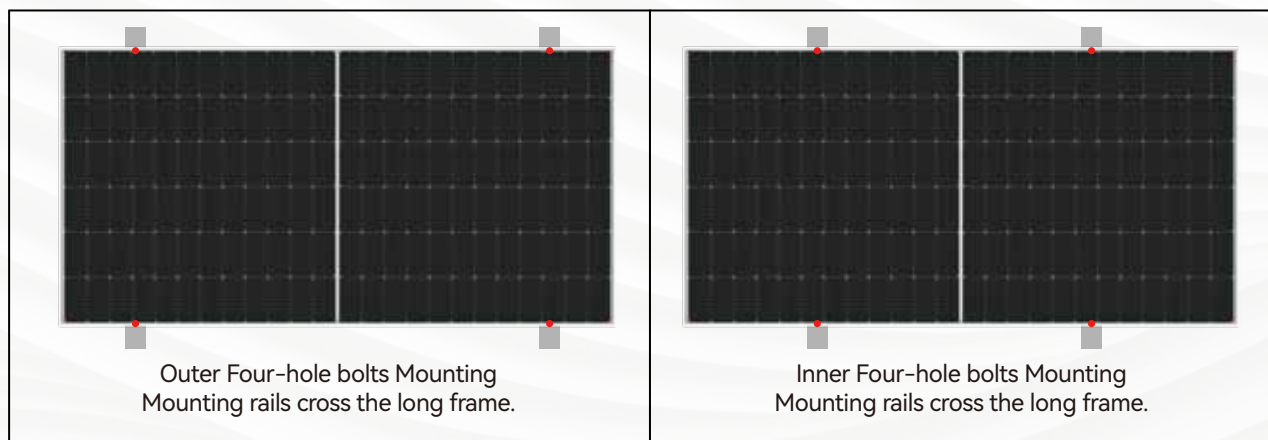 Outer Four-hole bolts Mounting
Mounting rails cross the long frame.
Inner Four-hole bolts Mounting
Mounting rails cross the long frame.